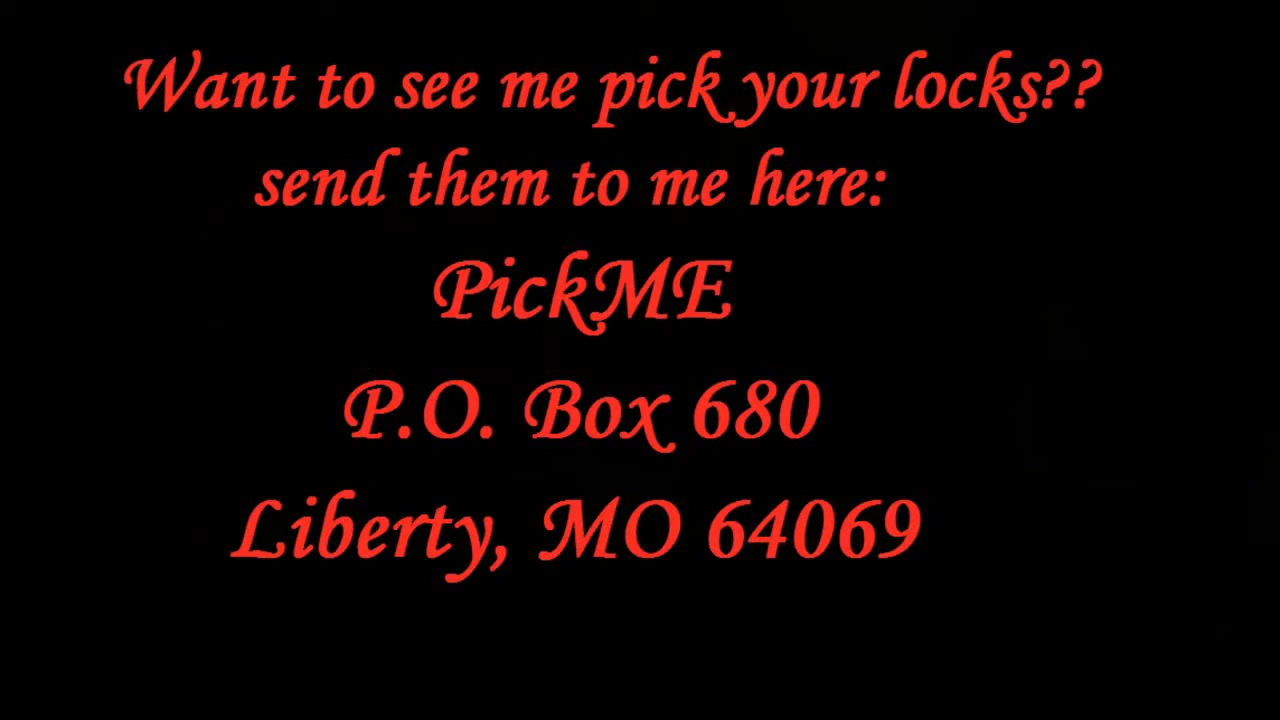 Want to see me pick your locks??
send them to me here:
PickME
P.O. Box 680
Liberty, MO 64069